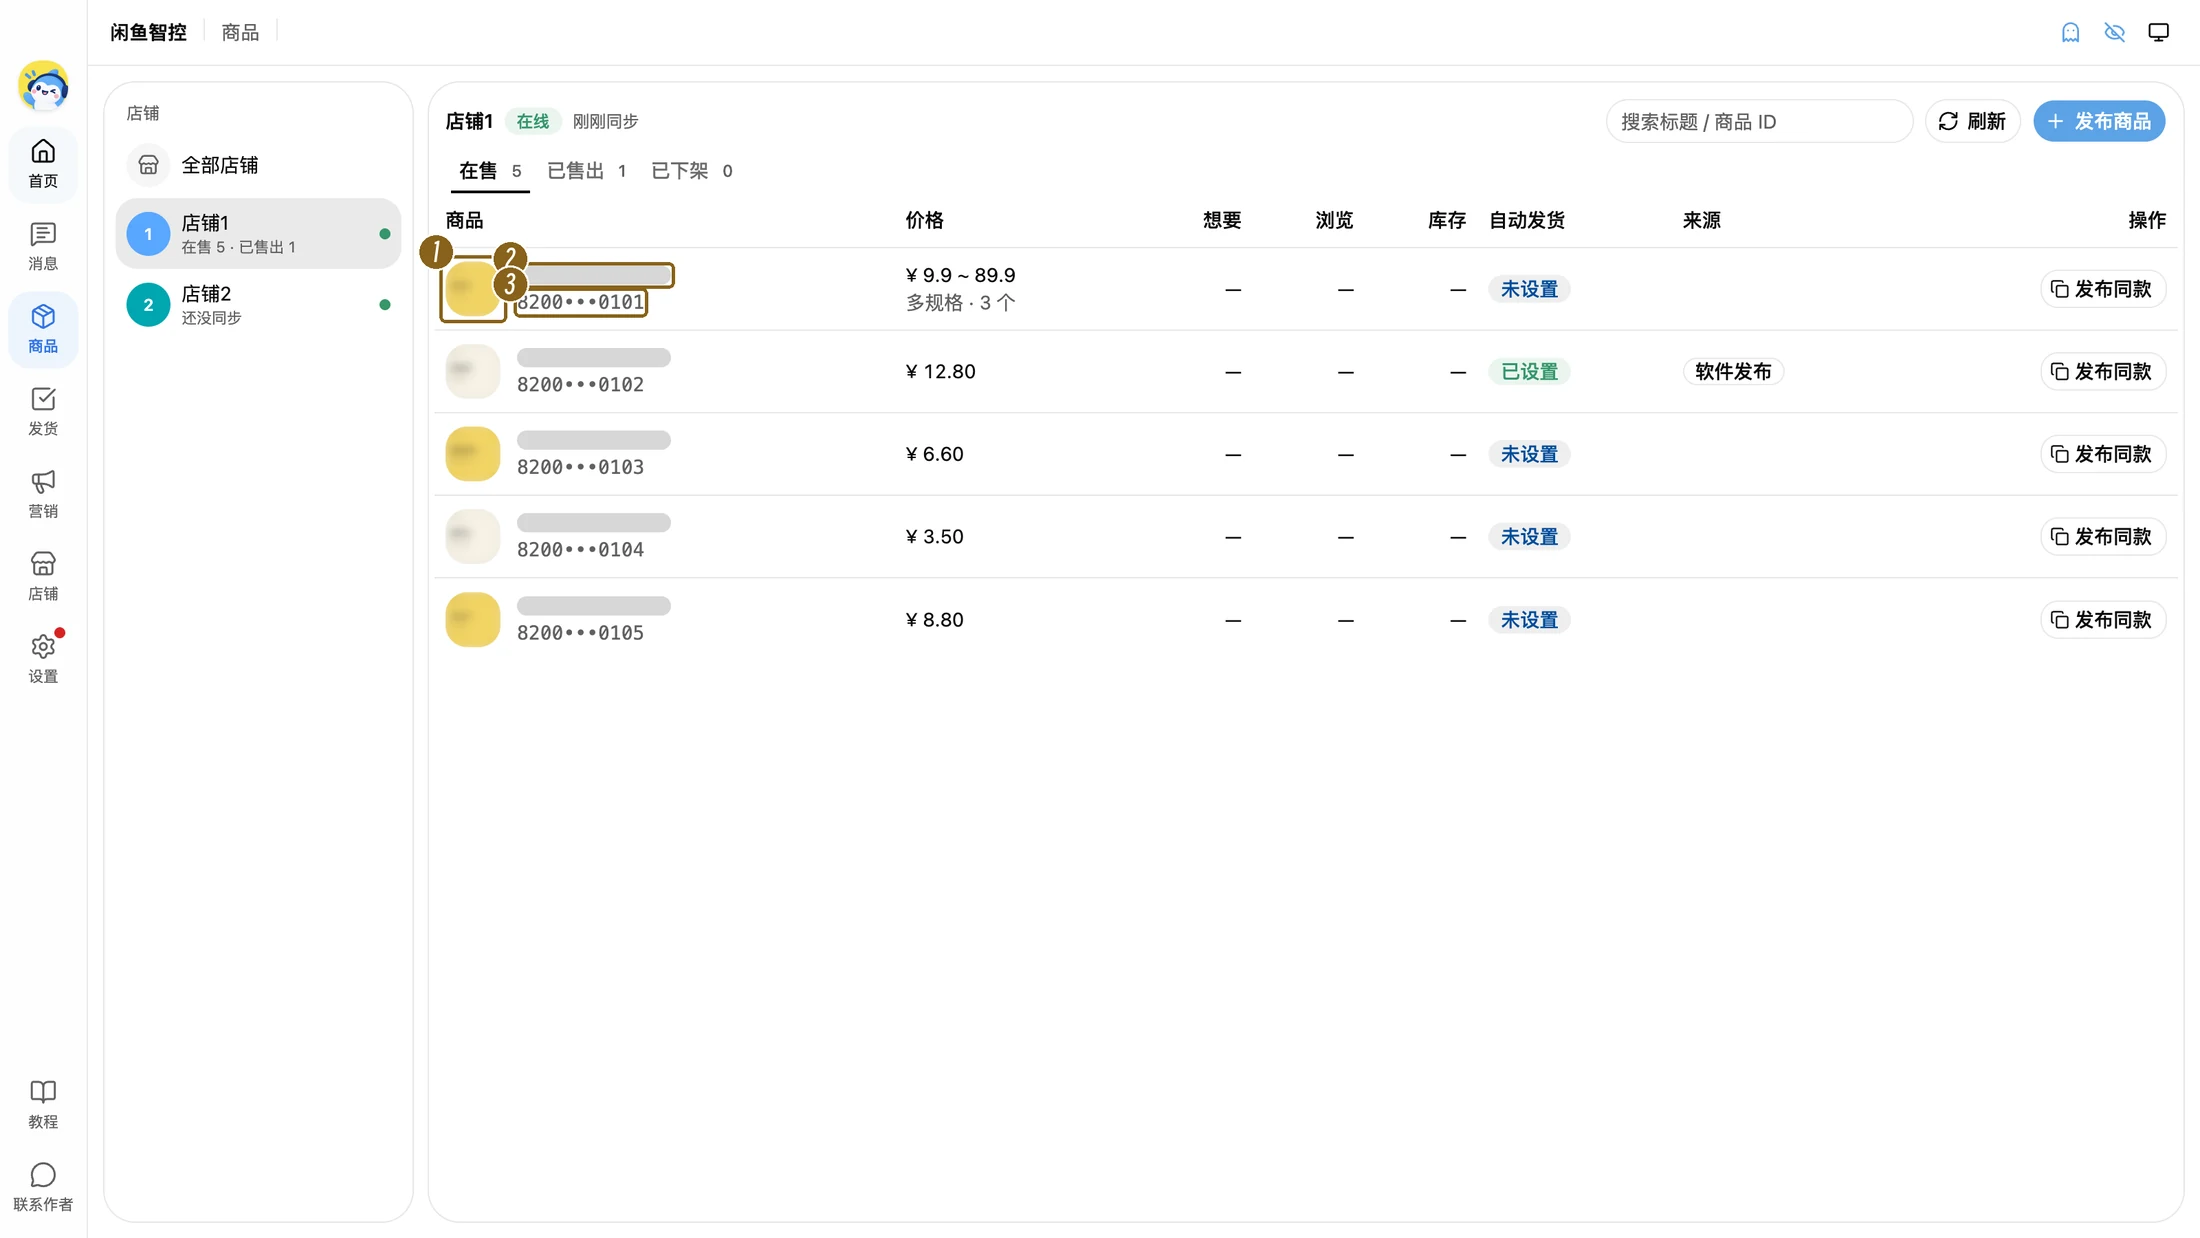 闲鱼智控
商品
首页
消息
商品
发货
营销
店铺
设置
教程
联系作者
店铺
全部店铺
1
店铺1
在售 5 · 已售出 1
2
店铺2
还没同步
店铺1 在线 刚刚同步
搜索标题 / 商品 ID
刷新
发布商品
在售 5 已售出 1 已下架 0
商品 价格 想要 浏览 库存 自动发货 来源 操作
1
2
3
8200•••0101
¥ 9.9 ~ 89.9
多规格 · 3 个
— — — 未设置 发布同款
8200•••0102
¥ 12.80 — — — 已设置 软件发布 发布同款
8200•••0103
¥ 6.60 — — — 未设置 发布同款
8200•••0104
¥ 3.50 — — — 未设置 发布同款
8200•••0105
¥ 8.80 — — — 未设置 发布同款